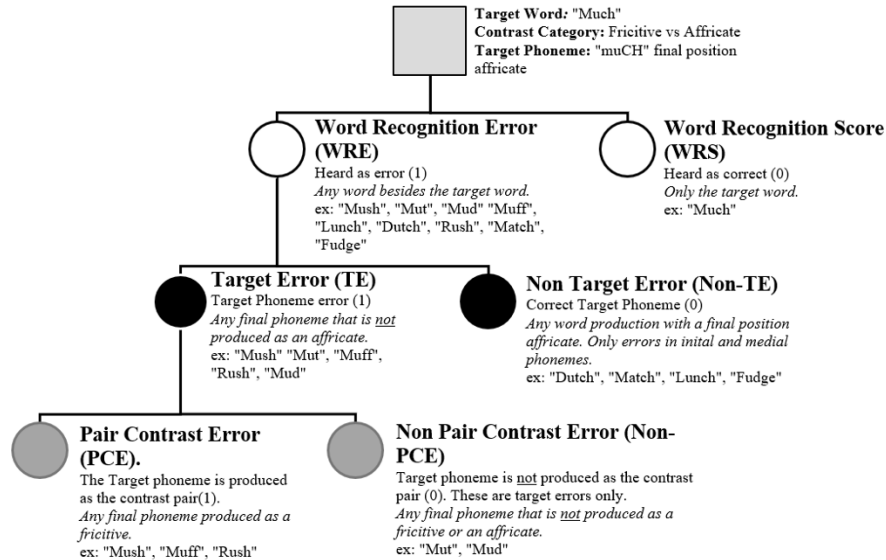 Target Word: "Much"
Contrast Category: Fricitive vs Affricate
Target Phoneme: "muCH" final position
affricate
Word Recognition Error
(WRE)
Heard as error (1)
Any word besides the target word.
ex: "Mush", "Mut", "Mud" "Muff",
"Lunch", "Dutch", "Rush", "Match",
"Fudge"
Word Recognition Score
(WRS)
Heard as correct (0)
Only the target word.
ex: "Much"
Target Error (TE)
Target Phoneme error (1)
Any final phoneme that is not
produced as an affricate.
ex: "Mush" "Mut", "Muff",
"Rush", "Mud"
Non Target Error (Non-TE)
Correct Target Phoneme (0)
Any word production with a final position
affricate. Only errors in inital and medial
phonemes.
ex: "Dutch", "Match", "Lunch", "Fudge"
Pair Contrast Error
(PCE).
The Target phoneme is produced
as the contrast pair(1).
Any final phoneme produced as a
fricitive.
ex: "Mush", "Muff", "Rush"
Non Pair Contrast Error (Non-
PCE)
Target phoneme is not produced as the contrast
pair (0). These are target errors only.
Any final phoneme that is not produced as a
fricitive or an affricate.
ex: "Mut", "Mud"